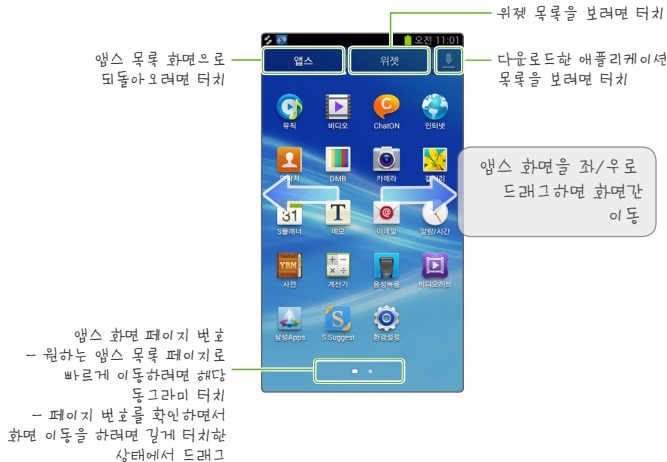 위젯 목록을 보려면 터치
오전 11:01
앱스 목록 화면으로
되돌아오려면 터치
앱스
위젯
다운로드한 애플리케이션
목록을 보려면 터치
뮤직
비디오
ChatON
인터넷
DMB
카메라
갤러리
앱스 화면을 좌/우로
드래그하면 화면간
이동
31
T
S플래너
메모
이메일
알람/시간
YBM
사전
계산기
음성녹음
비디오허브
S.
삼성Apps
S Suggest
환경설정
앱스 화면 페이지 번호
– 원하는 앱스 목록 페이지로
빠르게 이동하려면 해당
동그라미 터치
– 페이지 번호를 확인하면서
화면 이동을 하려면 길게 터치한
상태에서 드래그